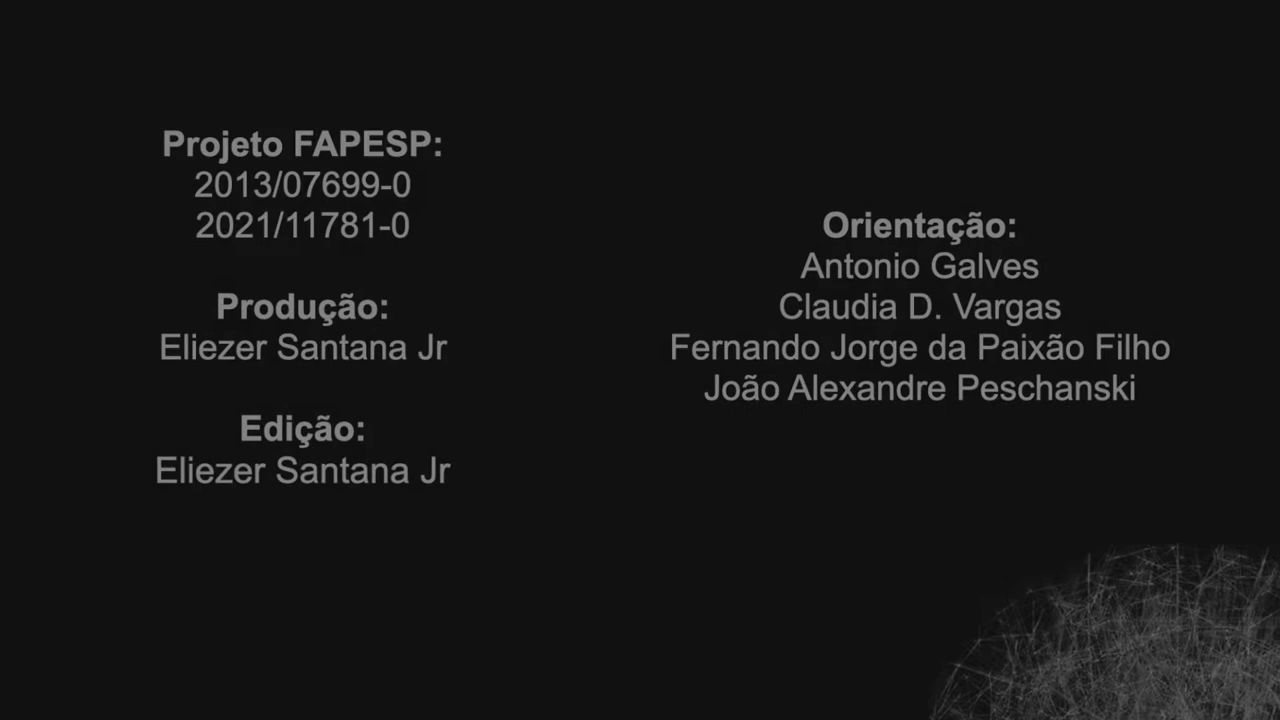 Projeto FAPESP:
2013/07699-0
2021/11781-0
Produção:
Eliezer Santana Jr
Edição:
Eliezer Santana Jr
Orientação:
Antonio Galves
Claudia D. Vargas
Fernando Jorge da Paixão Filho
João Alexandre Peschanski